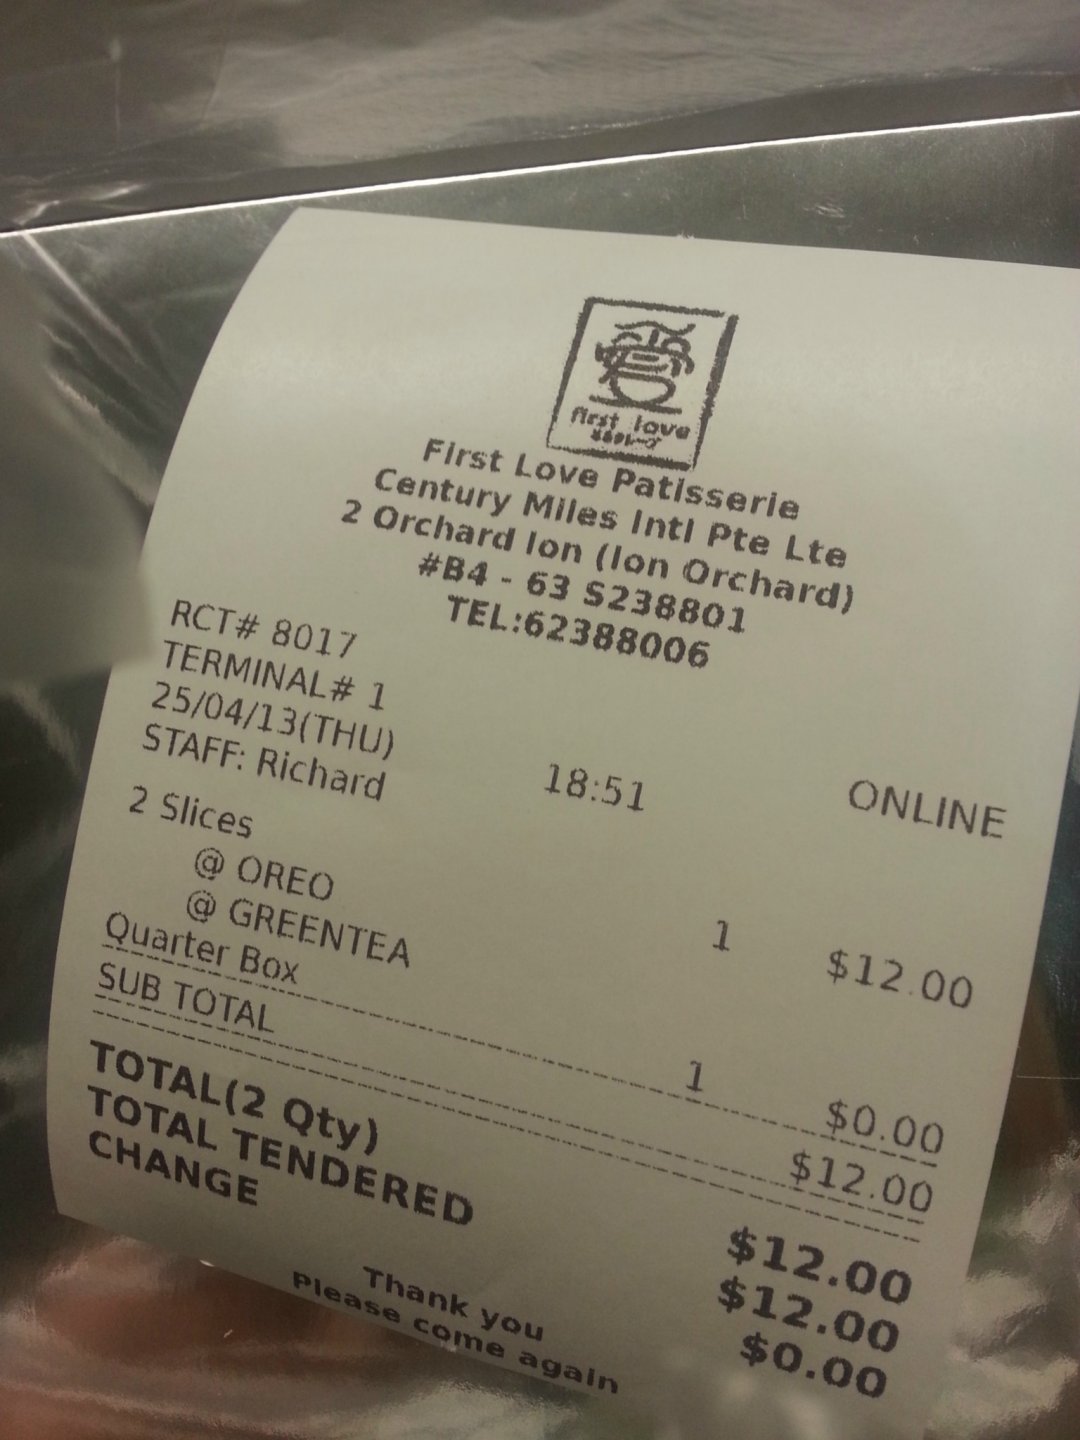 first love
First Love Patisserie
Century Miles Intl Pte Lte
2 Orchard Ion (Ion Orchard)
#B4 - 63 S238801
TEL:62388006
RCT# 8017
TERMINAL# 1
25/04/13(THU) 18:51 ONLINE
STAFF: Richard
2 Slices 1 $12.00
@ OREO
@ GREENTEA
Quarter Box 1 $0.00
SUB TOTAL $12.00
TOTAL(2 Qty) $12.00
TOTAL TENDERED $12.00
CHANGE $0.00
Thank you
Please come again